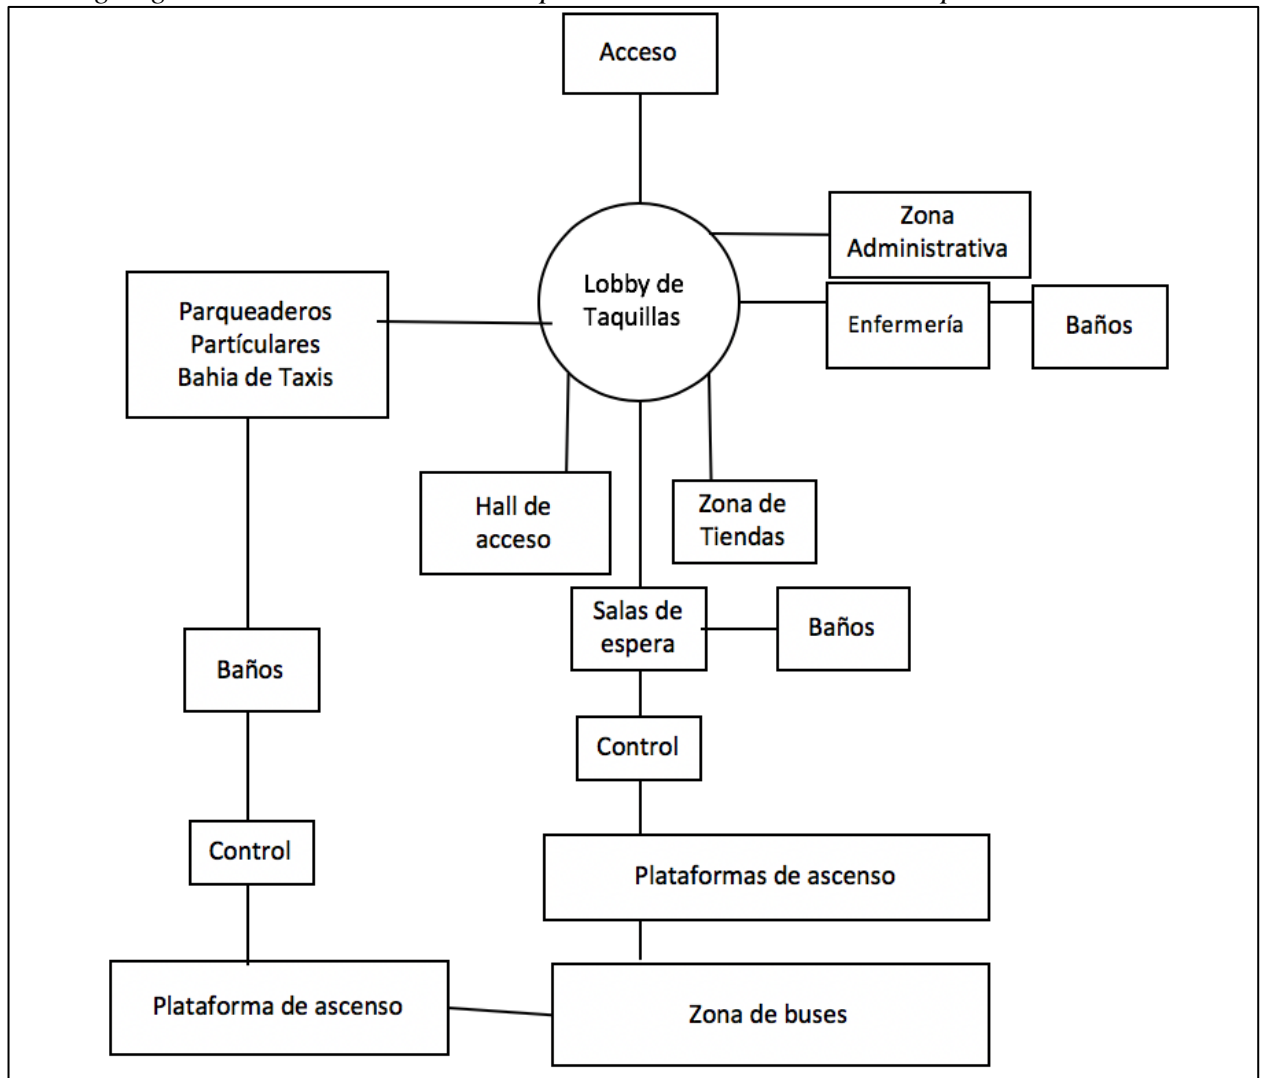 Acceso
Zona
Administrativa
Lobby de
Taquillas
Parqueaderos
Partículares
Bahia de Taxis
Enfermería
Baños
Hall de
acceso
Zona de
Tiendas
Salas de
espera
Baños
Baños
Control
Control
Plataformas de ascenso
Plataforma de ascenso
Zona de buses